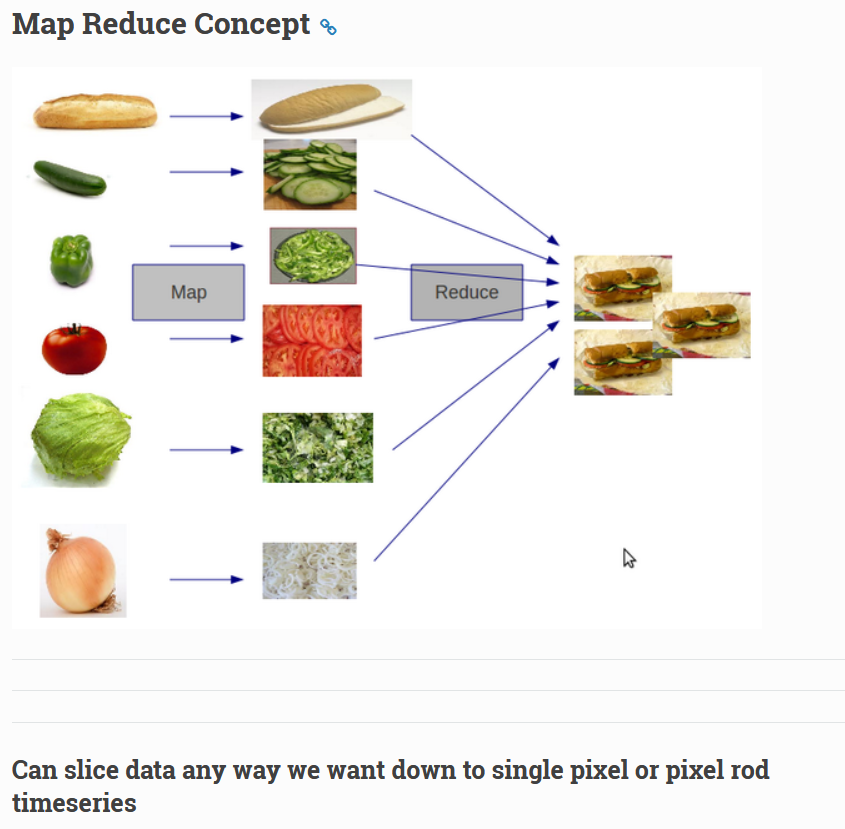 Map Reduce Concept
Map
Reduce
Can slice data any way we want down to single pixel or pixel rod
timeseries